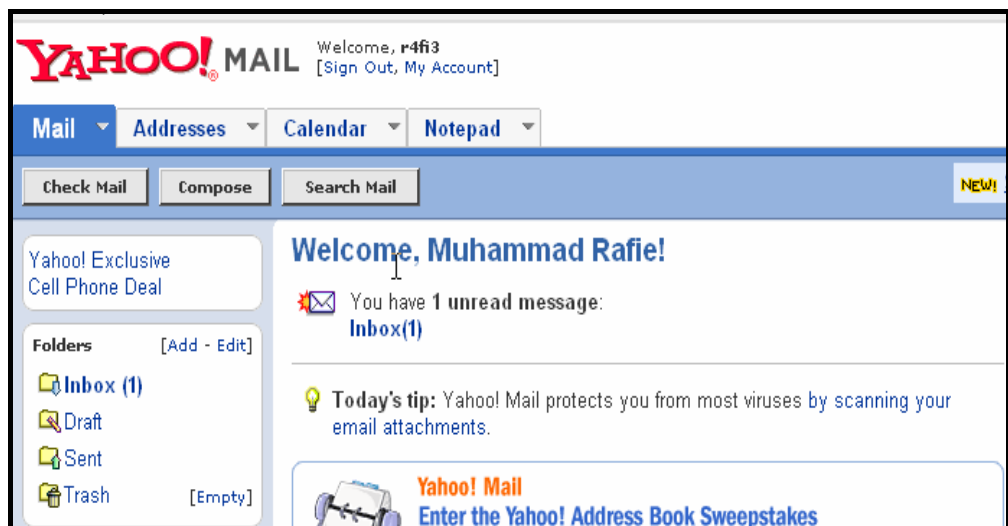 YAHOO!® MAIL
Welcome, r4fi3
[Sign Out, My Account]
Mail Addresses Calendar Notepad
Check Mail Compose Search Mail NEW!
Yahoo! Exclusive
Cell Phone Deal
Welcome, Muhammad Rafie!
You have 1 unread message:
Inbox(1)
Folders [Add - Edit]
Inbox (1)
Draft
Sent
Trash [Empty]
Today's tip: Yahoo! Mail protects you from most viruses by scanning your
email attachments.
Yahoo! Mail
Enter the Yahoo! Address Book Sweepstakes